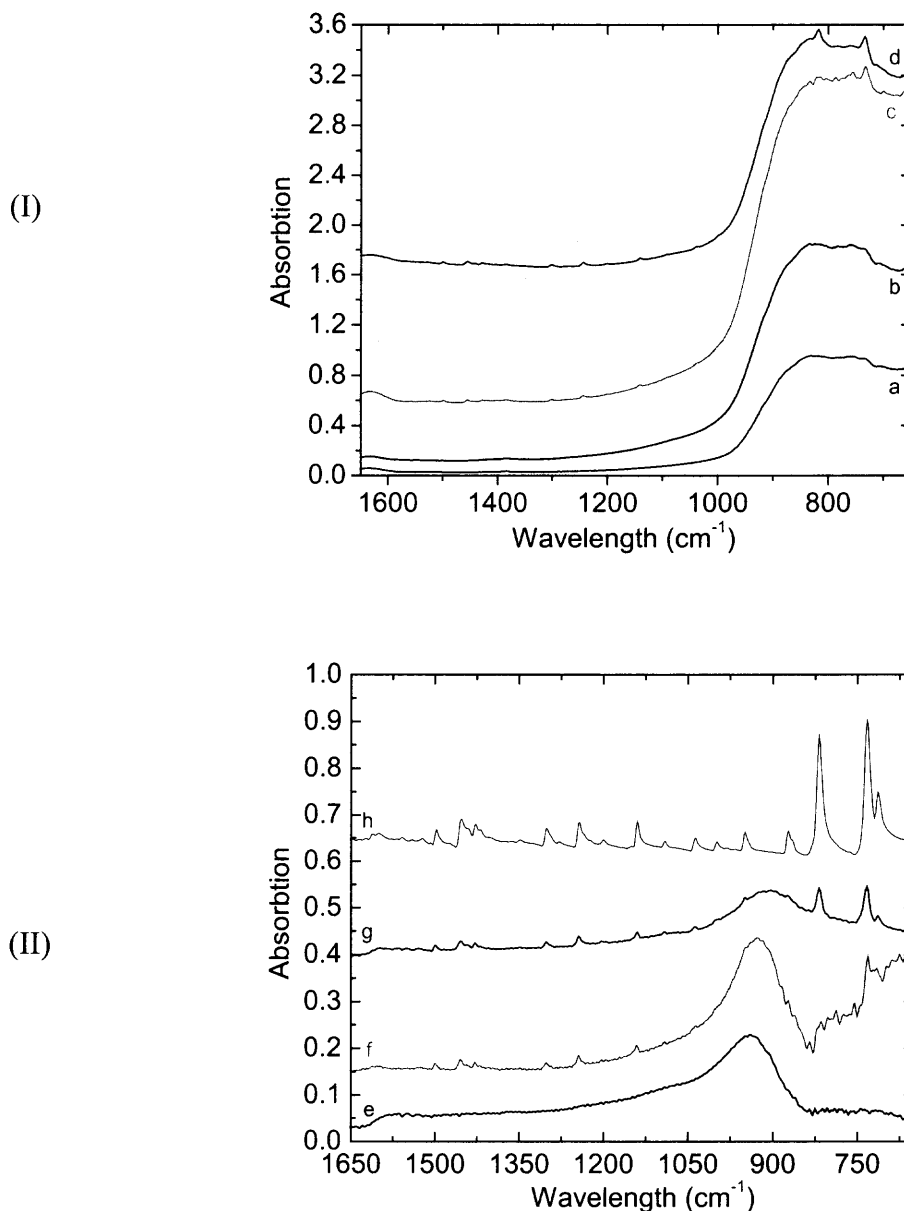 (I)
Absorbtion
3.6
3.2
2.8
2.4
2.0
1.6
1.2
0.8
0.4
0.0
d
c
b
a
1600 1400 1200 1000 800
Wavelength (cm⁻¹)
(II)
Absorbtion
1.0
0.9
0.8
0.7
0.6
0.5
0.4
0.3
0.2
0.1
0.0
h
g
f
e
1650 1500 1350 1200 1050 900 750
Wavelength (cm⁻¹)